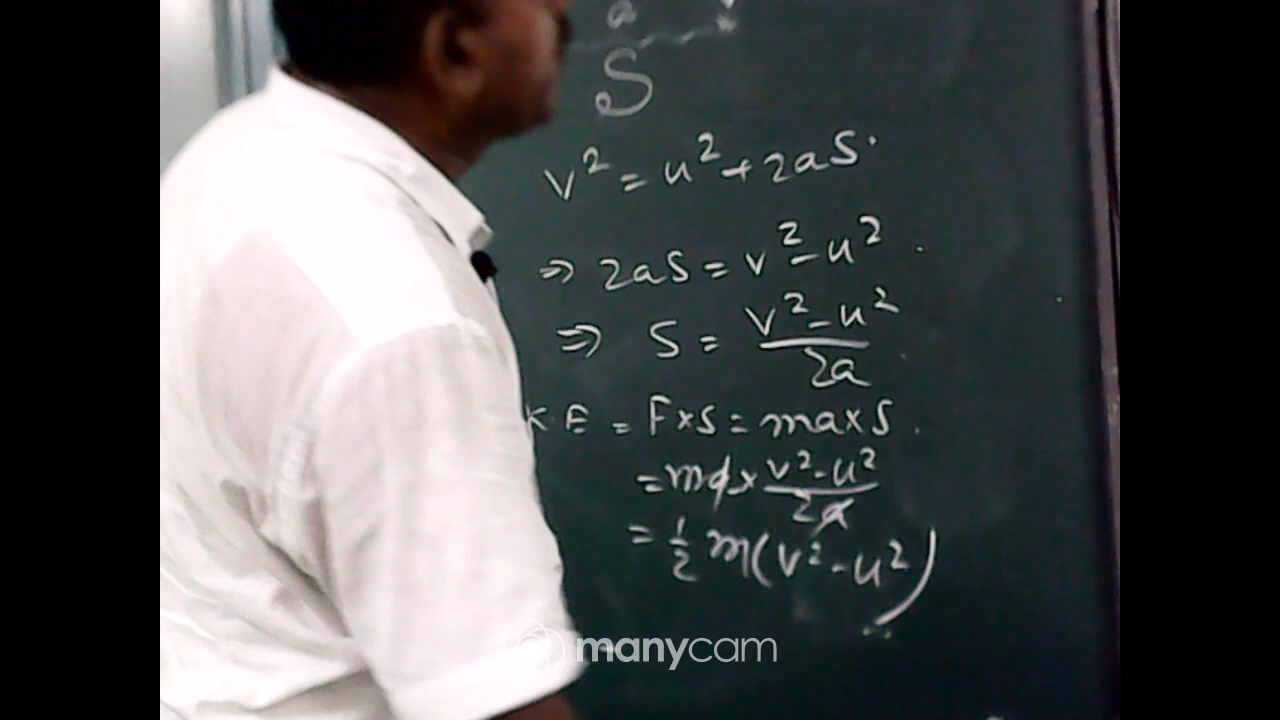 a
S
v² = u² + 2aS.
⇒ 2aS = v² - u².
⇒ S = (v² - u²)/2a
KE = F×S = ma×S.
= ma × (v² - u²)/2a
= 1/2 m(v² - u²)
manycam